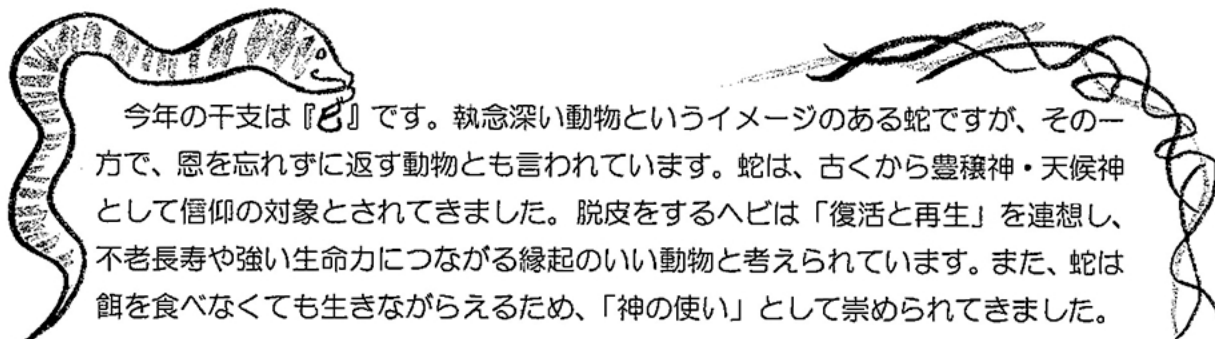 今年の干支は『巳』です。執念深い動物というイメージのある蛇ですが、その一
方で、恩を忘れずに返す動物とも言われています。蛇は、古くから豊穣神・天候神
として信仰の対象とされてきました。脱皮をするヘビは「復活と再生」を連想し、
不老長寿や強い生命力につながる縁起のいい動物と考えられています。また、蛇は
餌を食べなくても生きながらえるため、「神の使い」として崇められてきました。